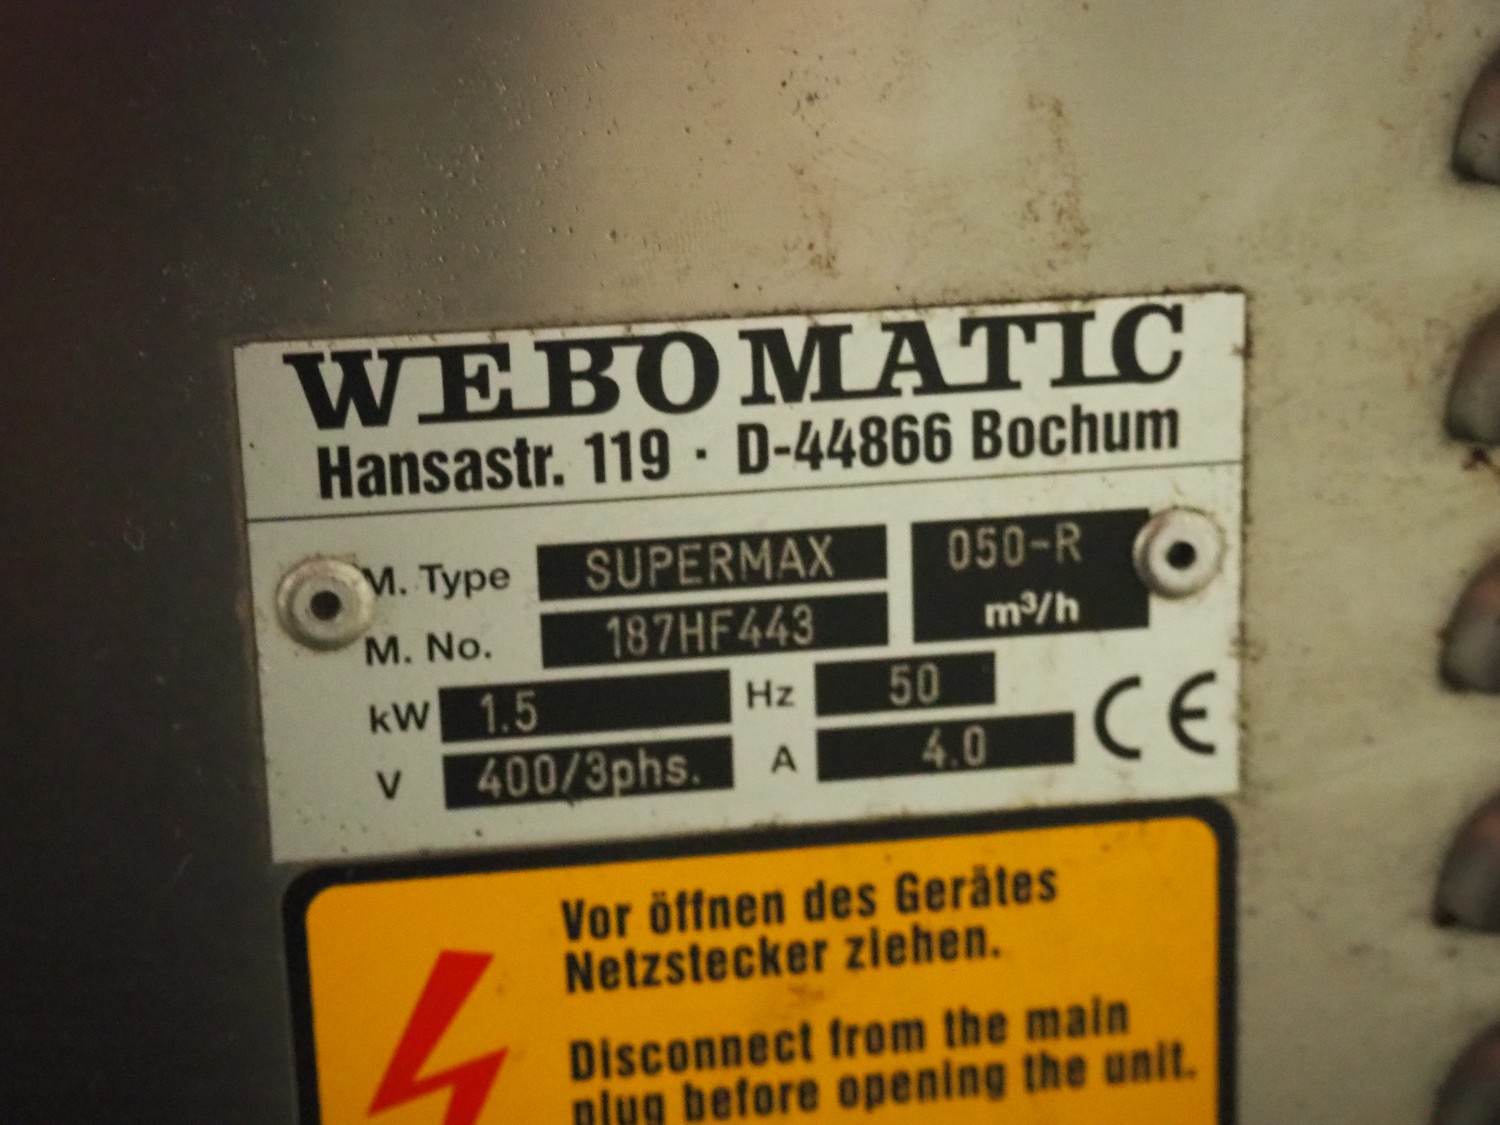 WEBOMATIC
Hansastr. 119 · D-44866 Bochum
M. Type SUPERMAX 050-R
M. No. 187HF443 m³/h
kW 1.5 Hz 50
V 400/3phs. A 4.0 CE
Vor öffnen des Gerätes
Netzstecker ziehen.
Disconnect from the main
plug before opening the unit.